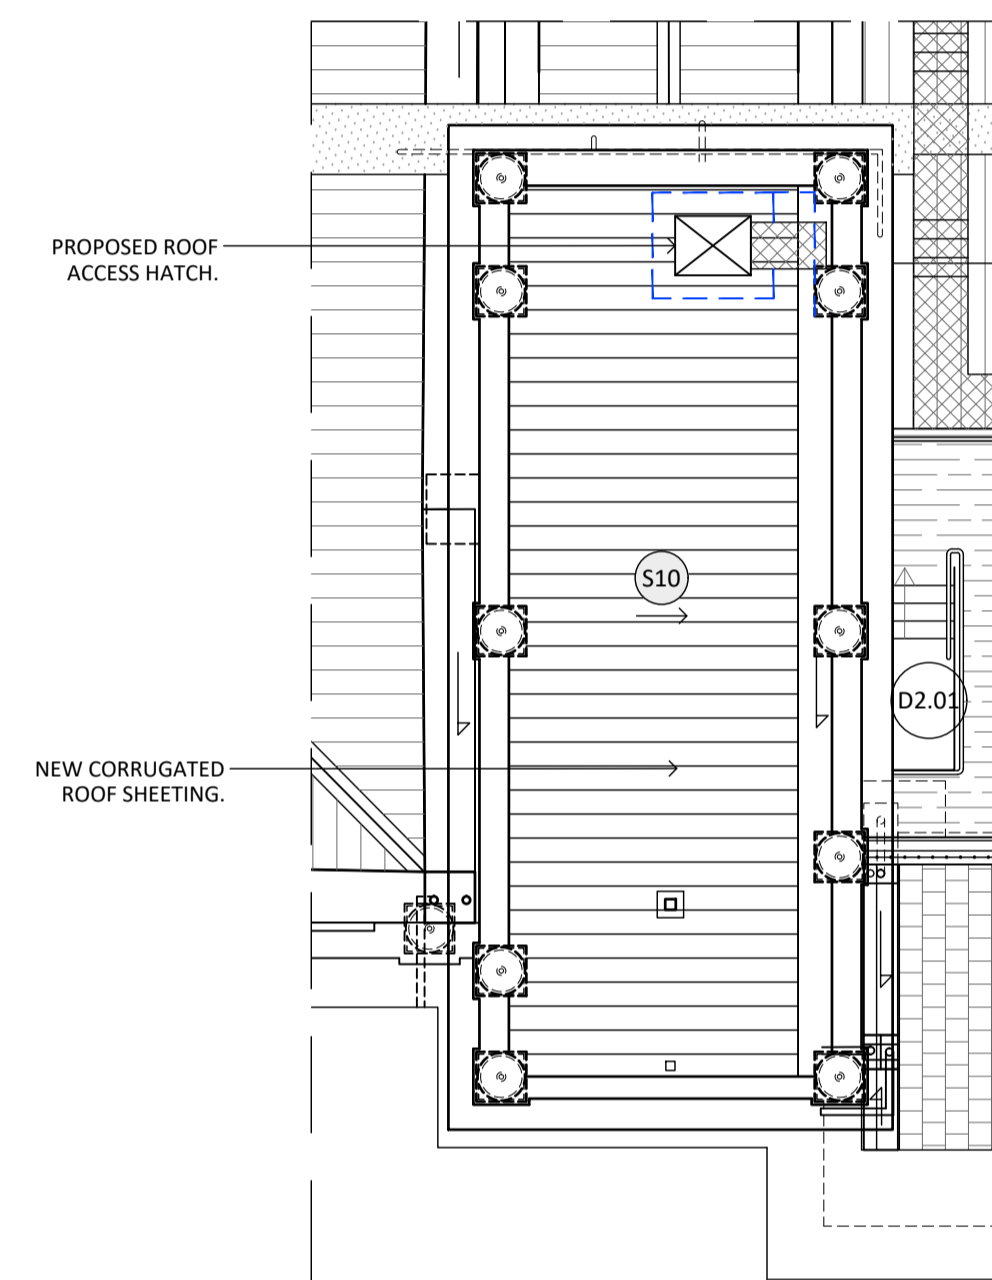 PROPOSED ROOF
ACCESS HATCH.
S10
D2.01
NEW CORRUGATED
ROOF SHEETING.